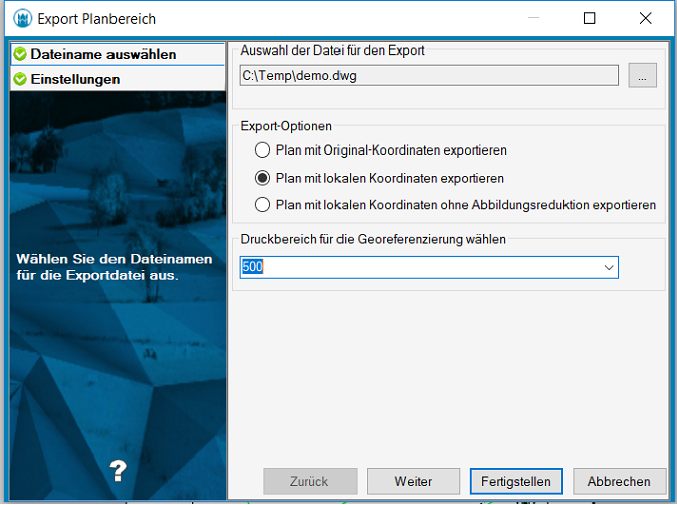 Export Planbereich
Dateiname auswählen
Einstellungen
Wählen Sie den Dateinamen
für die Exportdatei aus.
?
Auswahl der Datei für den Export
C:\Temp\demo.dwg
...
Export-Optionen
Plan mit Original-Koordinaten exportieren
Plan mit lokalen Koordinaten exportieren
Plan mit lokalen Koordinaten ohne Abbildungsreduktion exportieren
Druckbereich für die Georeferenzierung wählen
500
Zurück
Weiter
Fertigstellen
Abbrechen